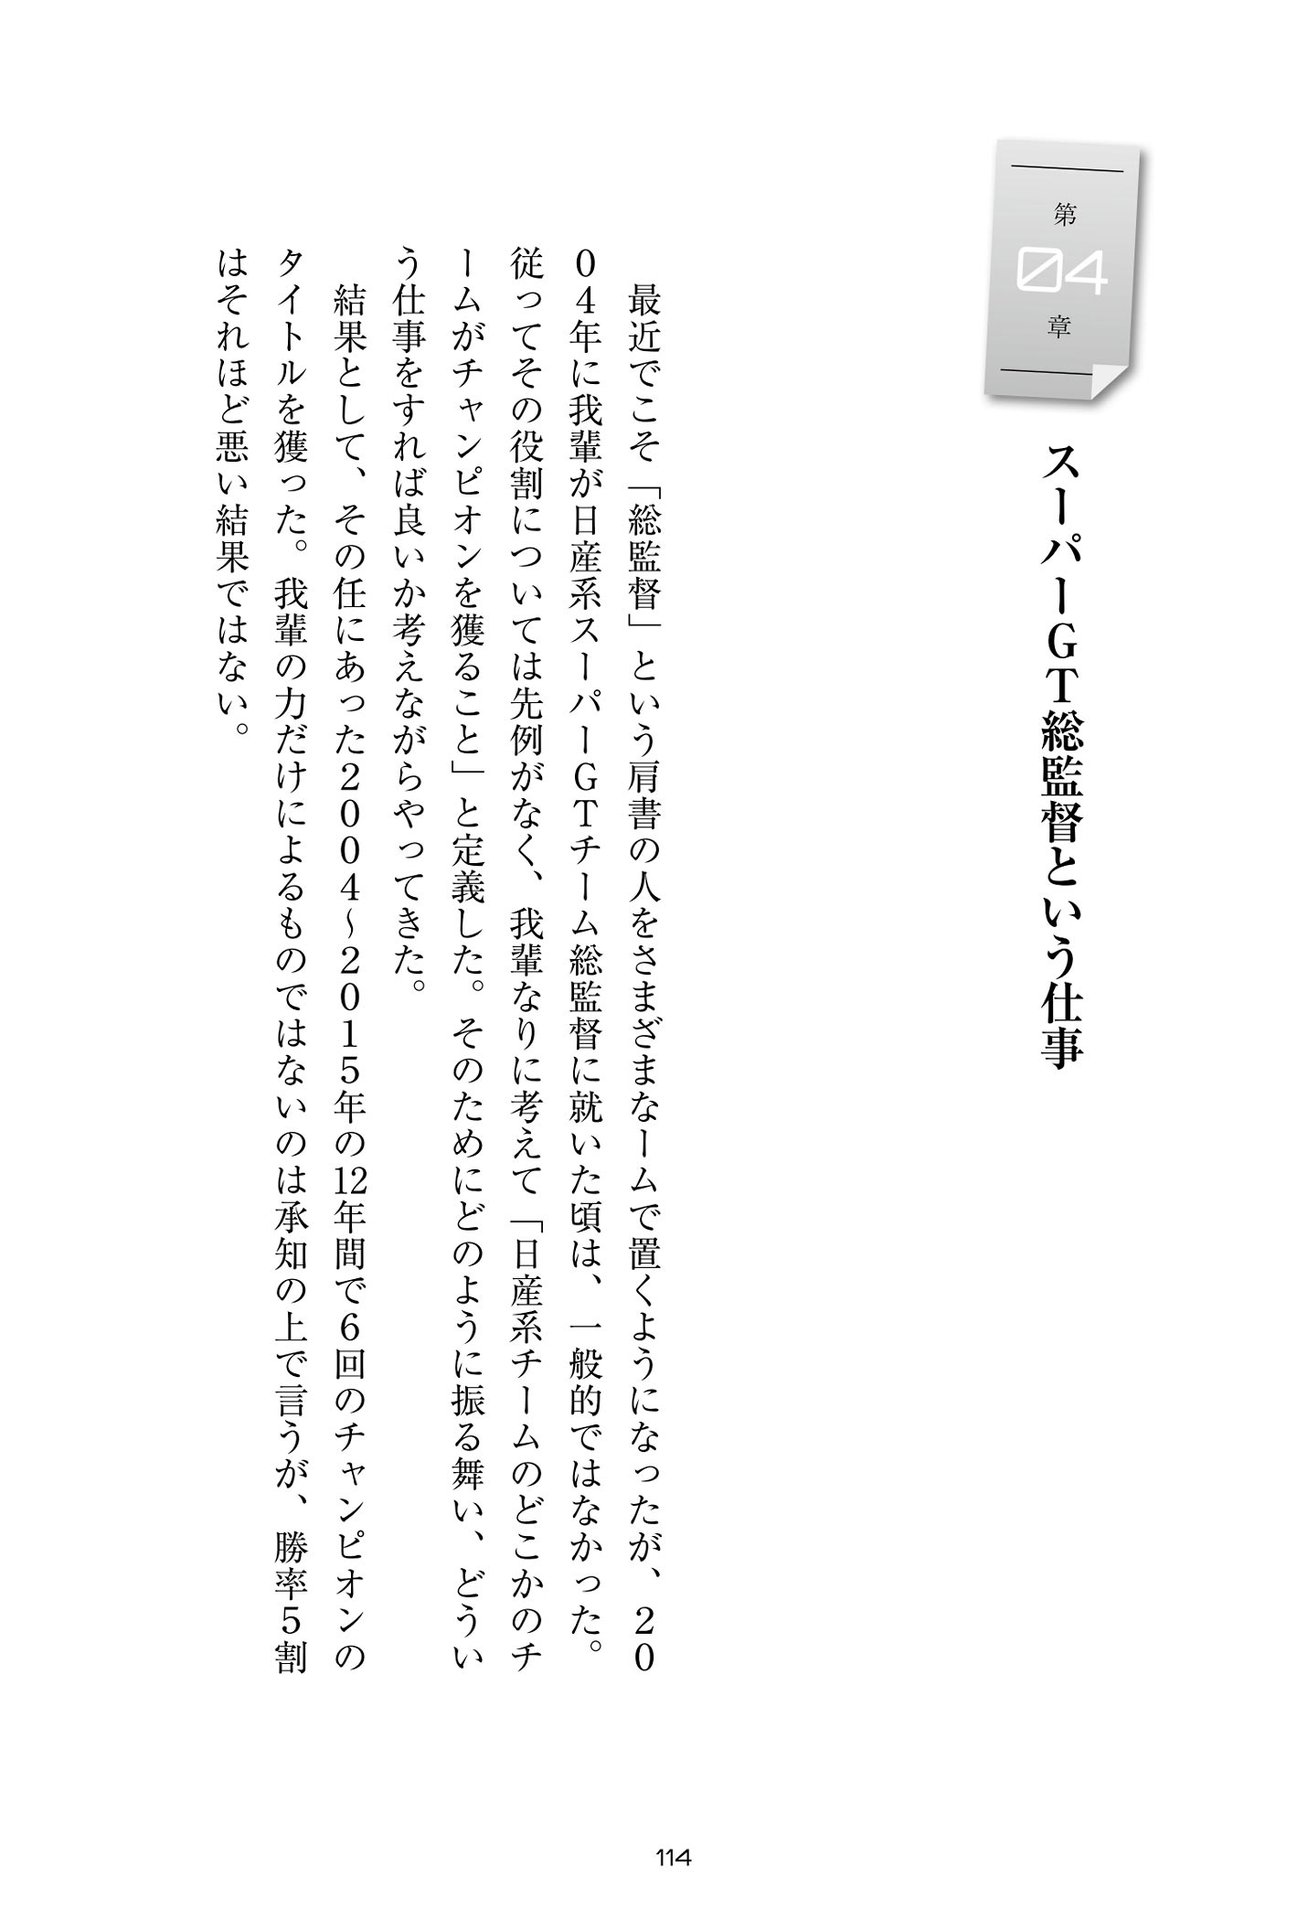 第
04
章
スーパーGT総監督という仕事
　最近でこそ「総監督」という肩書の人をさまざまなームで置くようになったが、20
04年に我輩が日産系スーパーGTチーム総監督に就いた頃は、一般的ではなかった。
従ってその役割については先例がなく、我輩なりに考えて「日産系チームのどこかのチ
ームがチャンピオンを獲ること」と定義した。そのためにどのように振る舞い、どうい
う仕事をすれば良いか考えながらやってきた。
　結果として、その任にあった2004～2015年の12年間で6回のチャンピオンの
タイトルを獲った。我輩の力だけによるものではないのは承知の上で言うが、勝率5割
はそれほど悪い結果ではない。
114